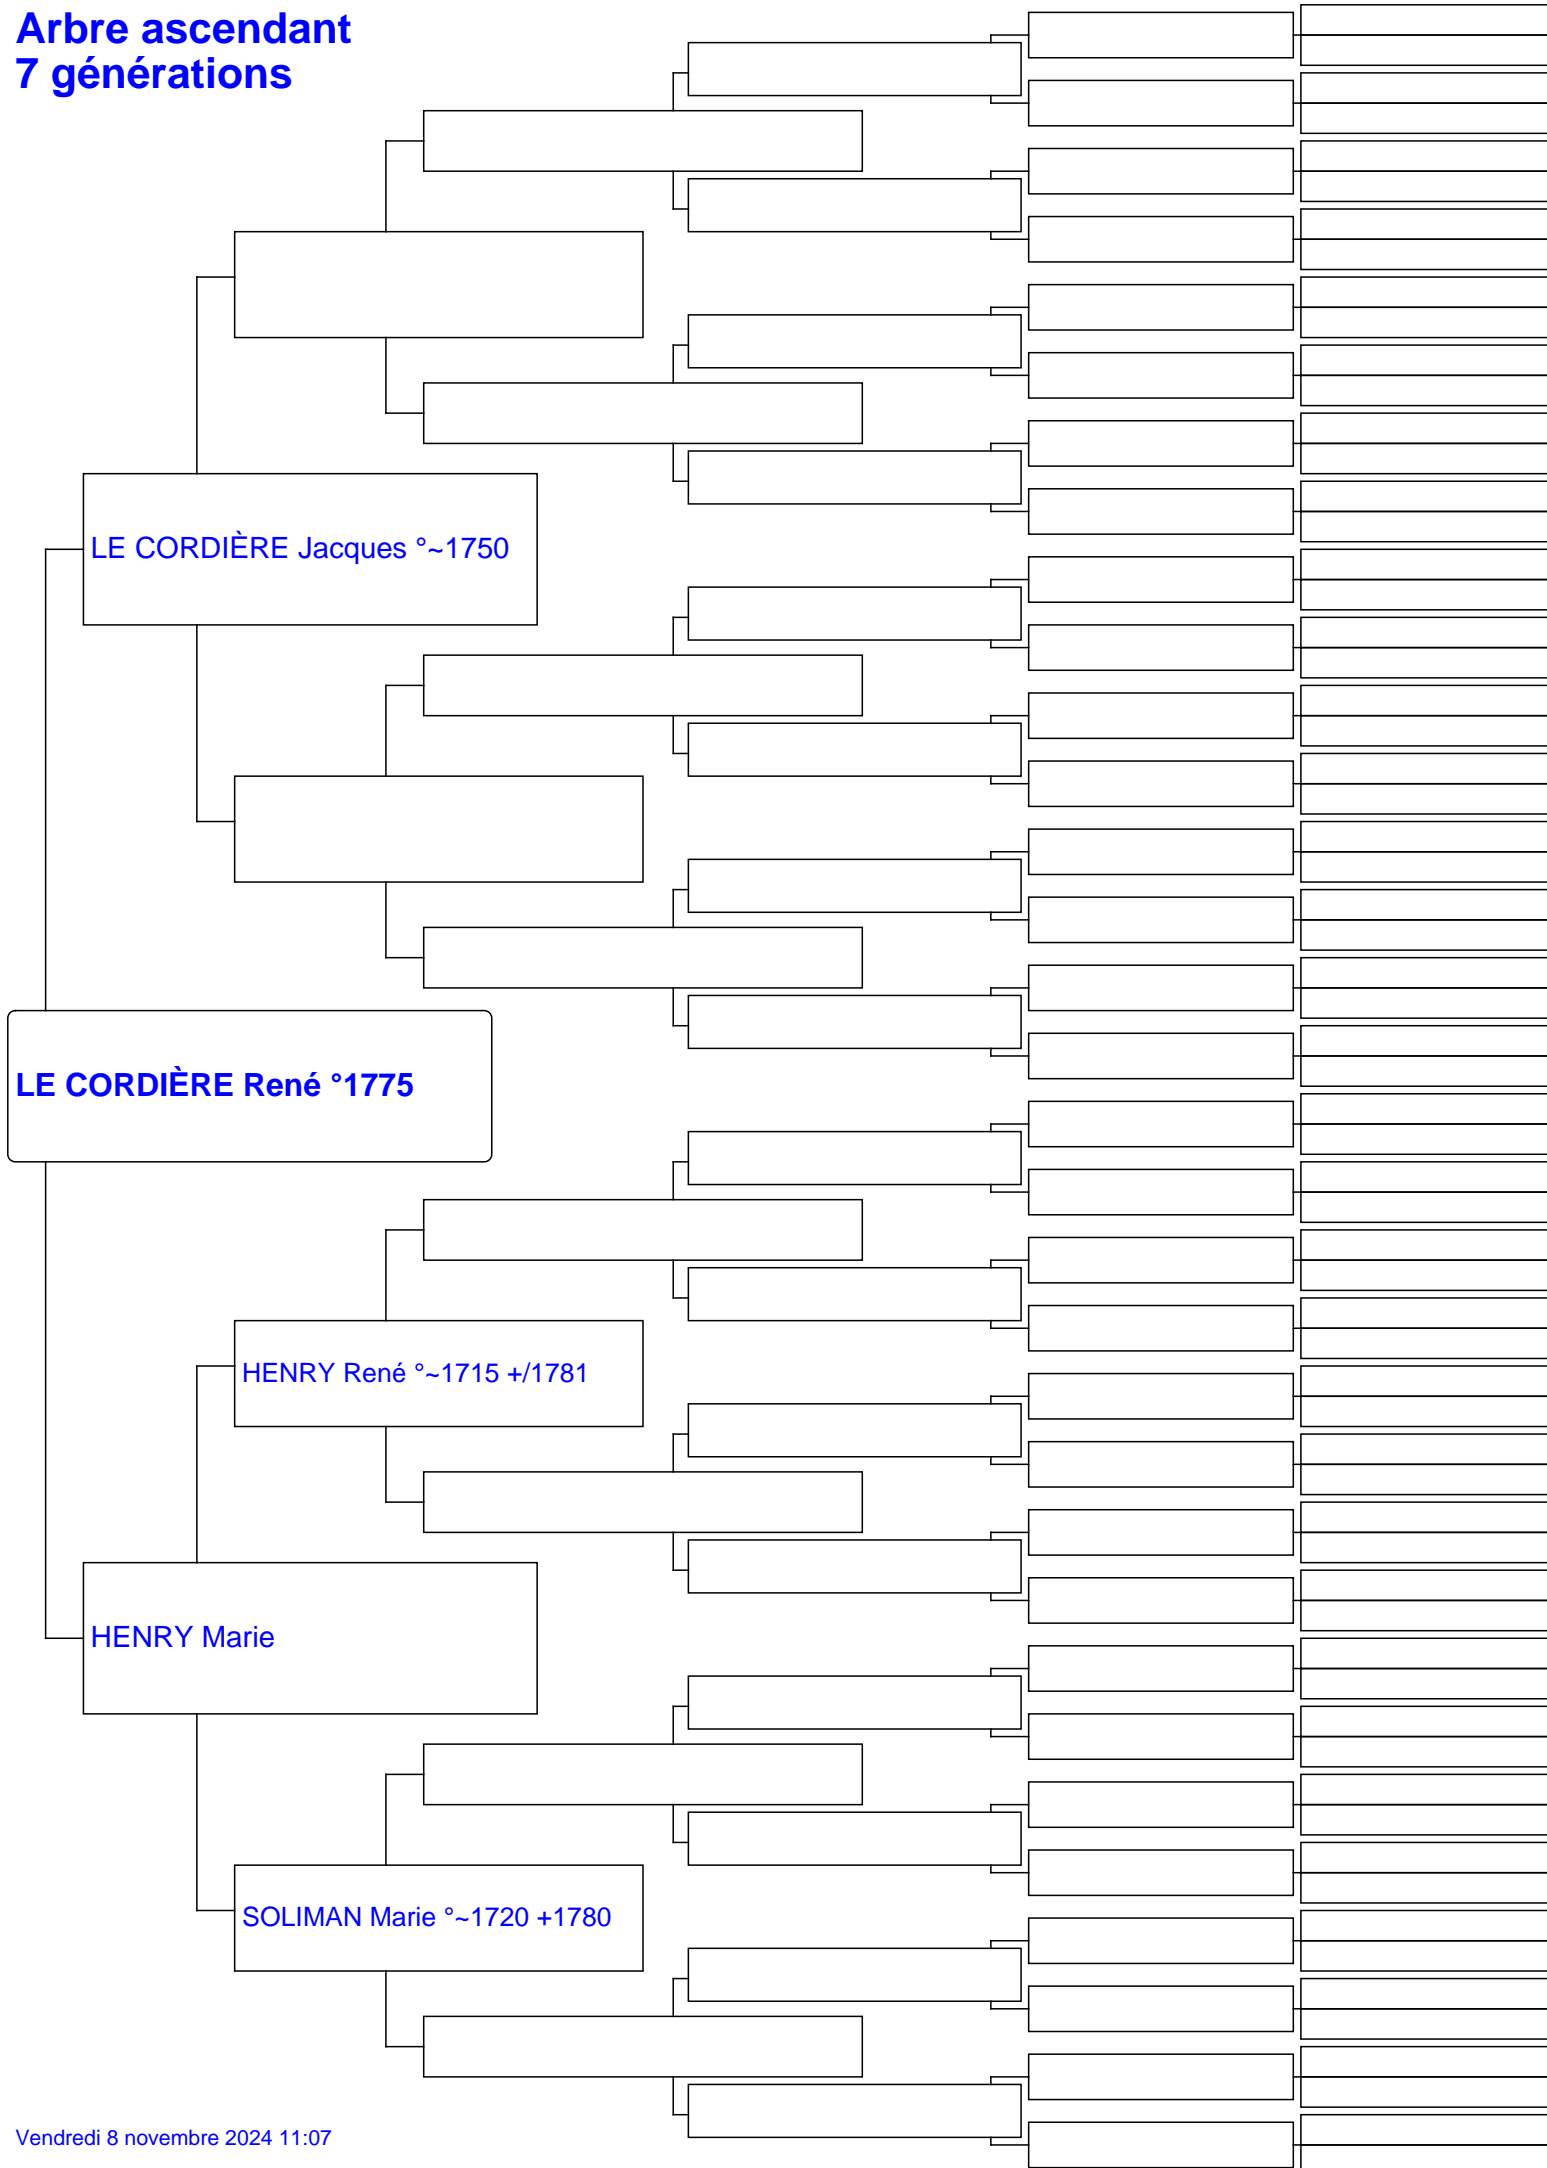 Arbre ascendant
7 générations
LE CORDIÈRE Jacques °~1750
LE CORDIÈRE René °1775
HENRY René °~1715 +/1781
HENRY Marie
SOLIMAN Marie °~1720 +1780
Vendredi 8 novembre 2024 11:07